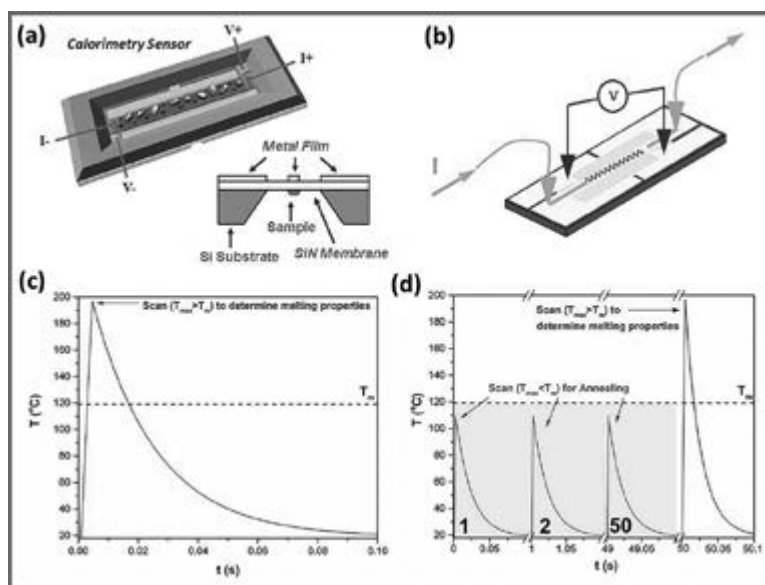 (a)
Calorimetry Sensor
V+
I+
I-
V-
Metal Film
Sample
Si Substrate
SiN Membrane
(b)
V
I
(c)
200
180
160
140
120
100
80
60
40
20
T (°C)
Scan (Tmax>Tm) to determine melting properties
Tm
0.00 0.02 0.04 0.06 0.08 0.10
t (s)
(d)
200
180
160
140
120
100
80
60
40
20
T (°C)
Scan (Tmax>Tm) to
determine melting properties
Tm
Scan (Tmax<Tm) for Annealing
1 2 50
0 0.05 1 1.05 49 49.05 50 50.05 50.1
t (s)